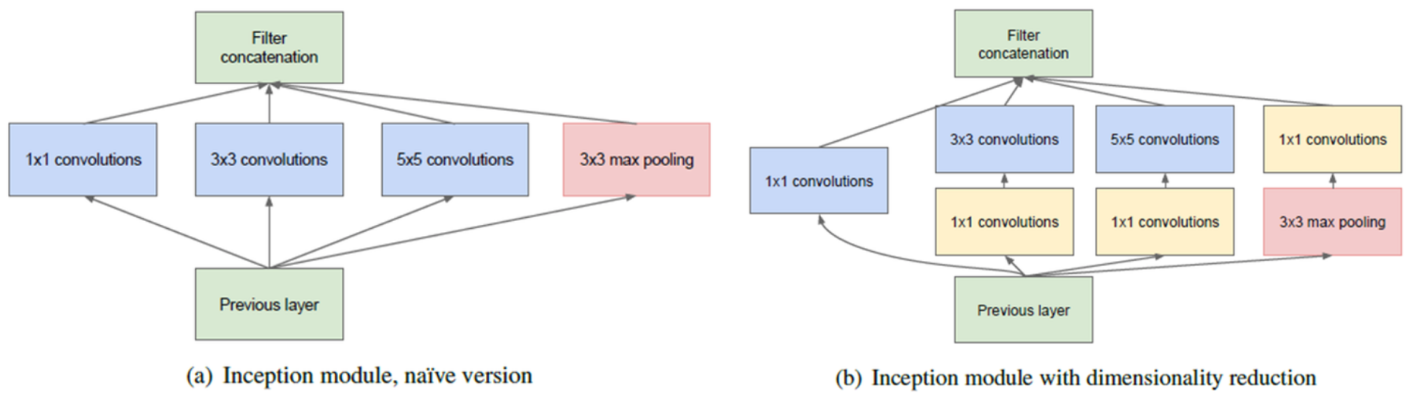 Filter
concatenation
1x1 convolutions
3x3 convolutions
5x5 convolutions
3x3 max pooling
Previous layer
(a) Inception module, naïve version
Filter
concatenation
3x3 convolutions
5x5 convolutions
1x1 convolutions
1x1 convolutions
1x1 convolutions
1x1 convolutions
3x3 max pooling
Previous layer
(b) Inception module with dimensionality reduction